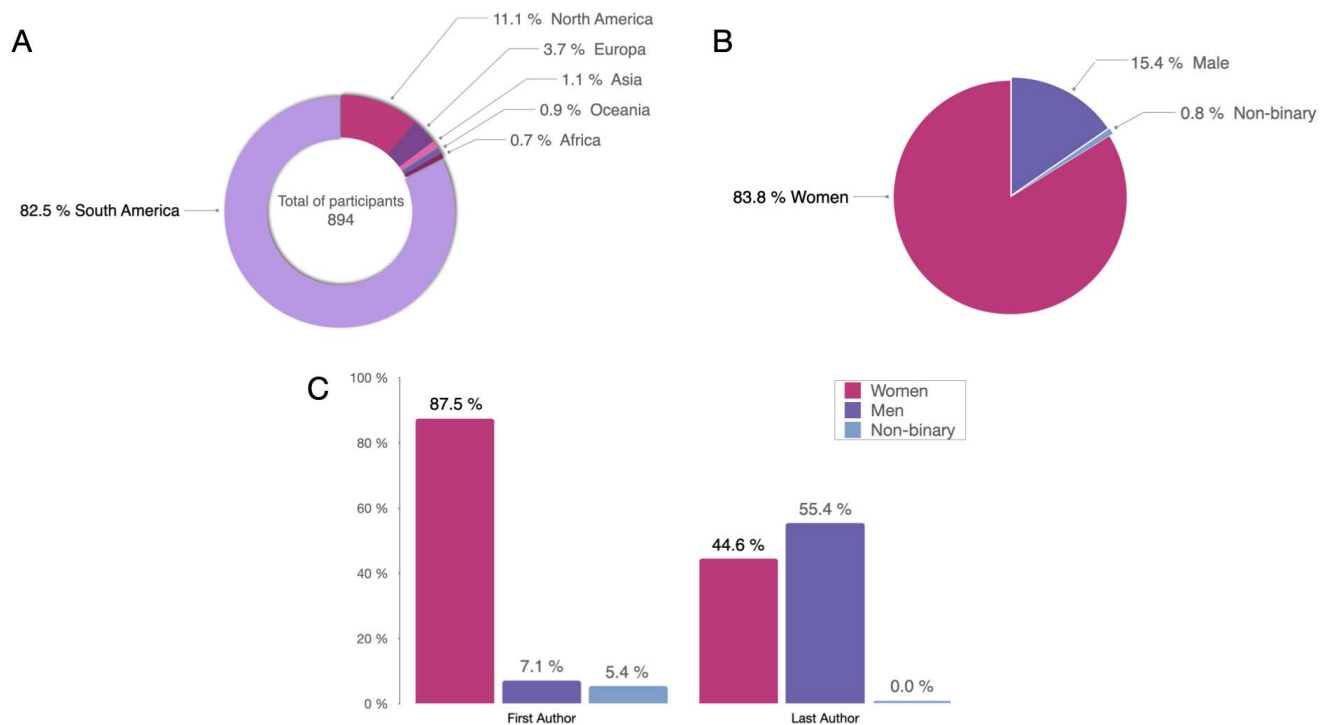 A
11.1 % North America
3.7 % Europa
1.1 % Asia
0.9 % Oceania
0.7 % Africa
82.5 % South America
Total of participants
894
B
15.4 % Male
0.8 % Non-binary
83.8 % Women
C
100 %
80 %
60 %
40 %
20 %
0 %
87.5 %
7.1 %
5.4 %
44.6 %
55.4 %
0.0 %
First Author
Last Author
Women
Men
Non-binary